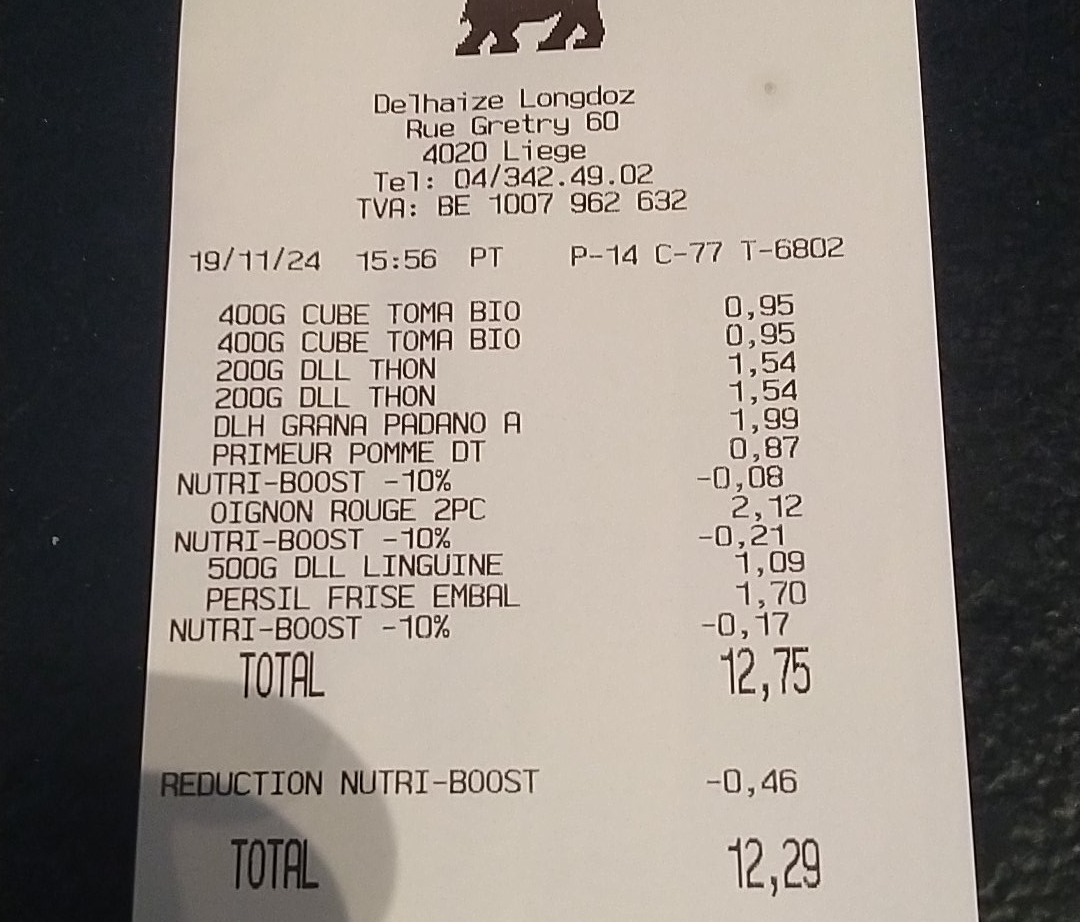 Delhaize Longdoz
Rue Gretry 60
4020 Liege
Tel: 04/342.49.02
TVA: BE 1007 962 632
19/11/24 15:56 PT P-14 C-77 T-6802
400G CUBE TOMA BIO 0,95
400G CUBE TOMA BIO 0,95
200G DLL THON 1,54
200G DLL THON 1,54
DLH GRANA PADANO A 1,99
PRIMEUR POMME DT 0,87
NUTRI-BOOST -10% -0,08
OIGNON ROUGE 2PC 2,12
NUTRI-BOOST -10% -0,21
500G DLL LINGUINE 1,09
PERSIL FRISE EMBAL 1,70
NUTRI-BOOST -10% -0,17
TOTAL 12,75
REDUCTION NUTRI-BOOST -0,46
TOTAL 12,29